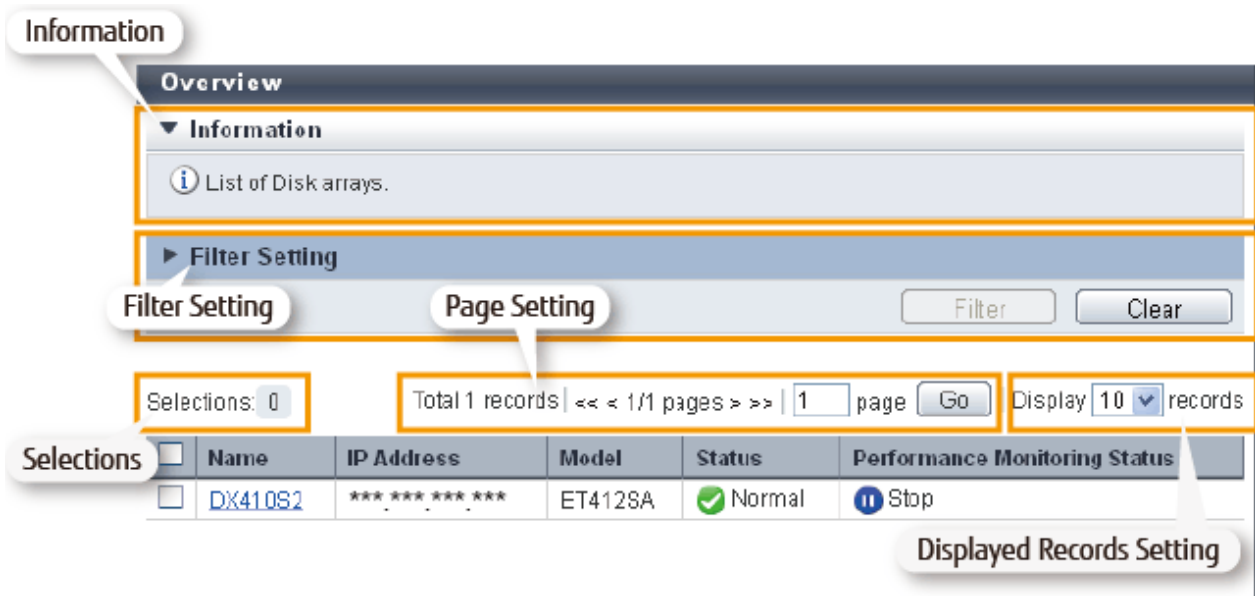 Information
Overview
▼ Information
List of Disk arrays.
▶ Filter Setting
Filter Setting
Page Setting
Filter
Clear
Selections: 0
Total 1 records | << < 1/1 pages > >> | 1 page Go | Display 10 records
Selections
Name IP Address Model Status Performance Monitoring Status
DX410S2 ***.***.***.*** ET412SA Normal Stop
Displayed Records Setting